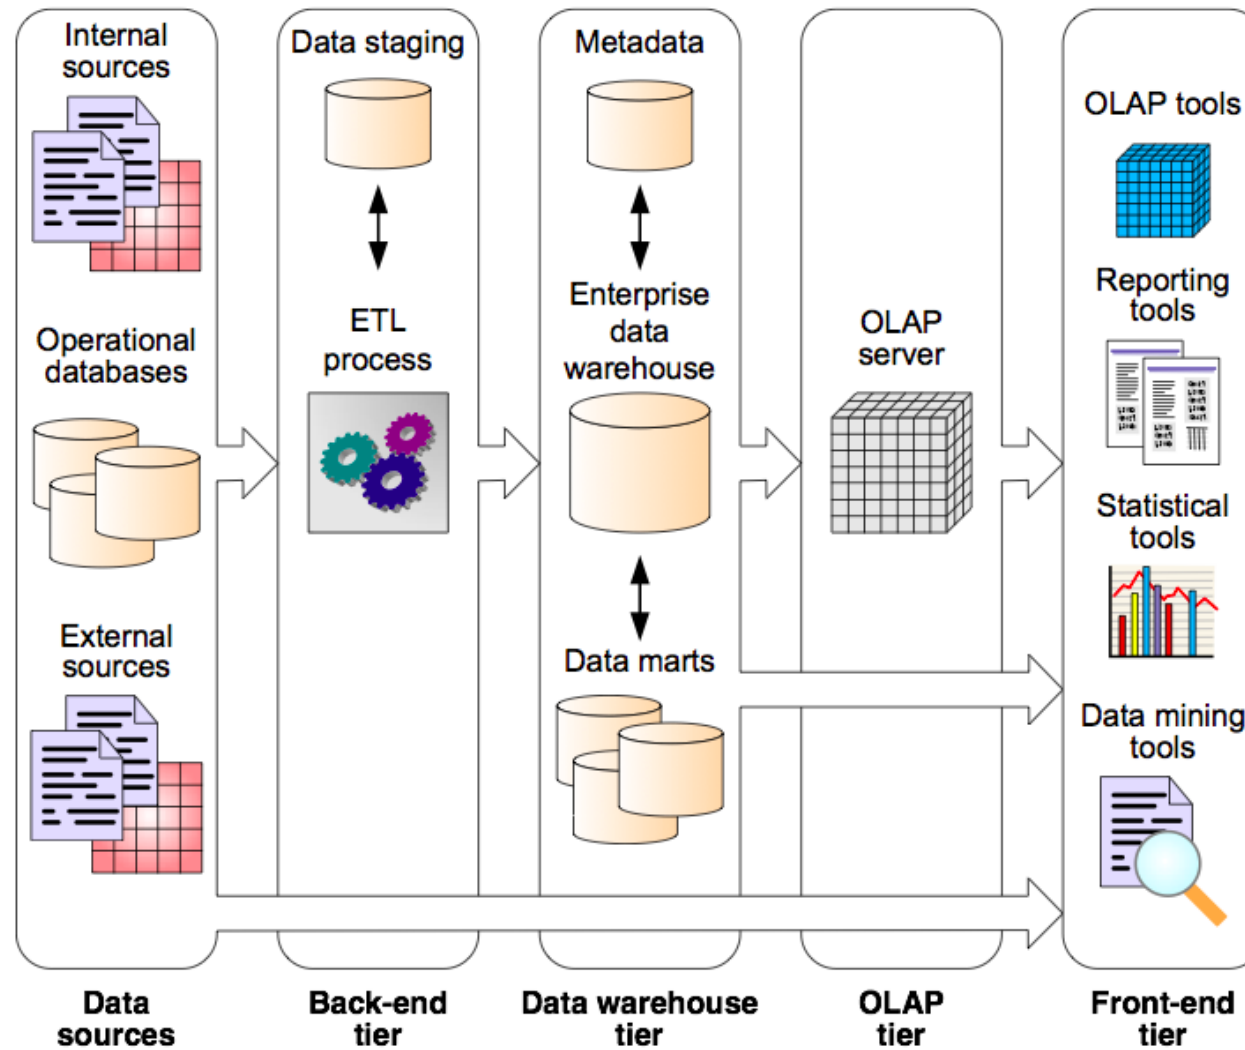 Internal
sources
Operational
databases
External
sources
Data staging
ETL
process
Metadata
Enterprise
data
warehouse
Data marts
OLAP
server
OLAP tools
Reporting
tools
Statistical
tools
Data mining
tools
Data
sources
Back-end
tier
Data warehouse
tier
OLAP
tier
Front-end
tier